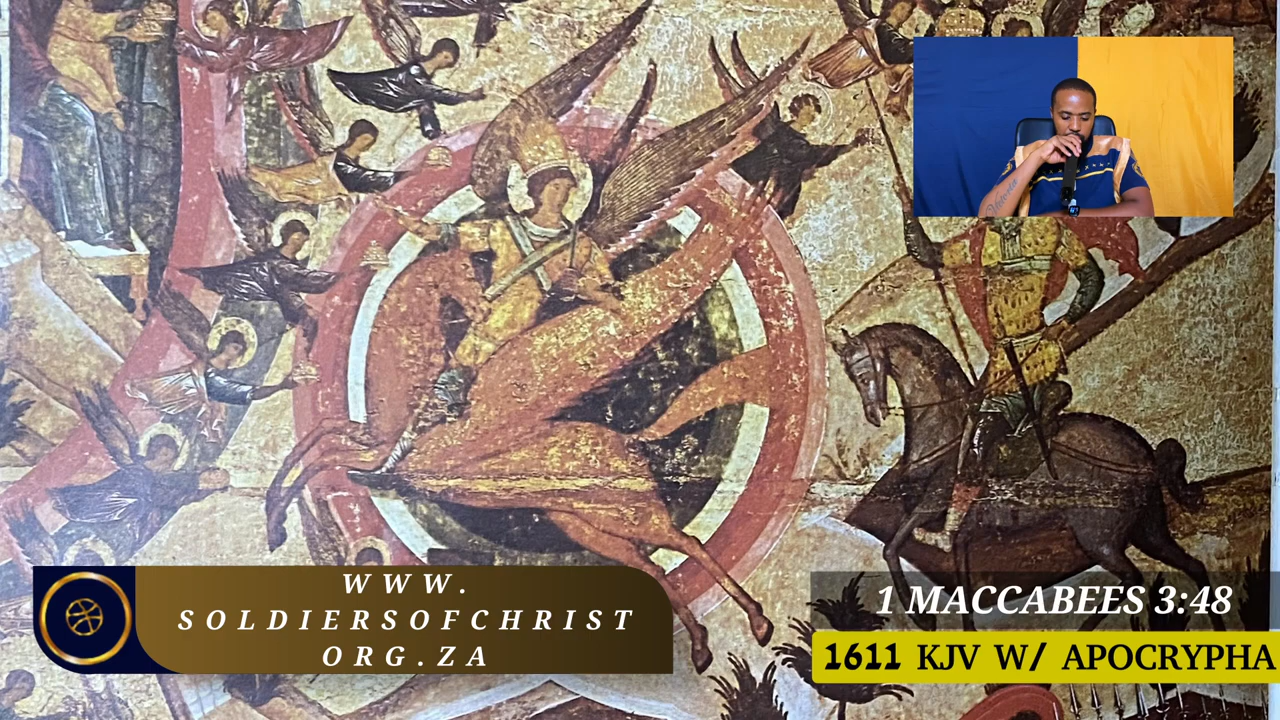 WWW.
SOLDIERSOFCHRIST
ORG.ZA
1 MACCABEES 3:48
1611 KJV W/ APOCRYPHA